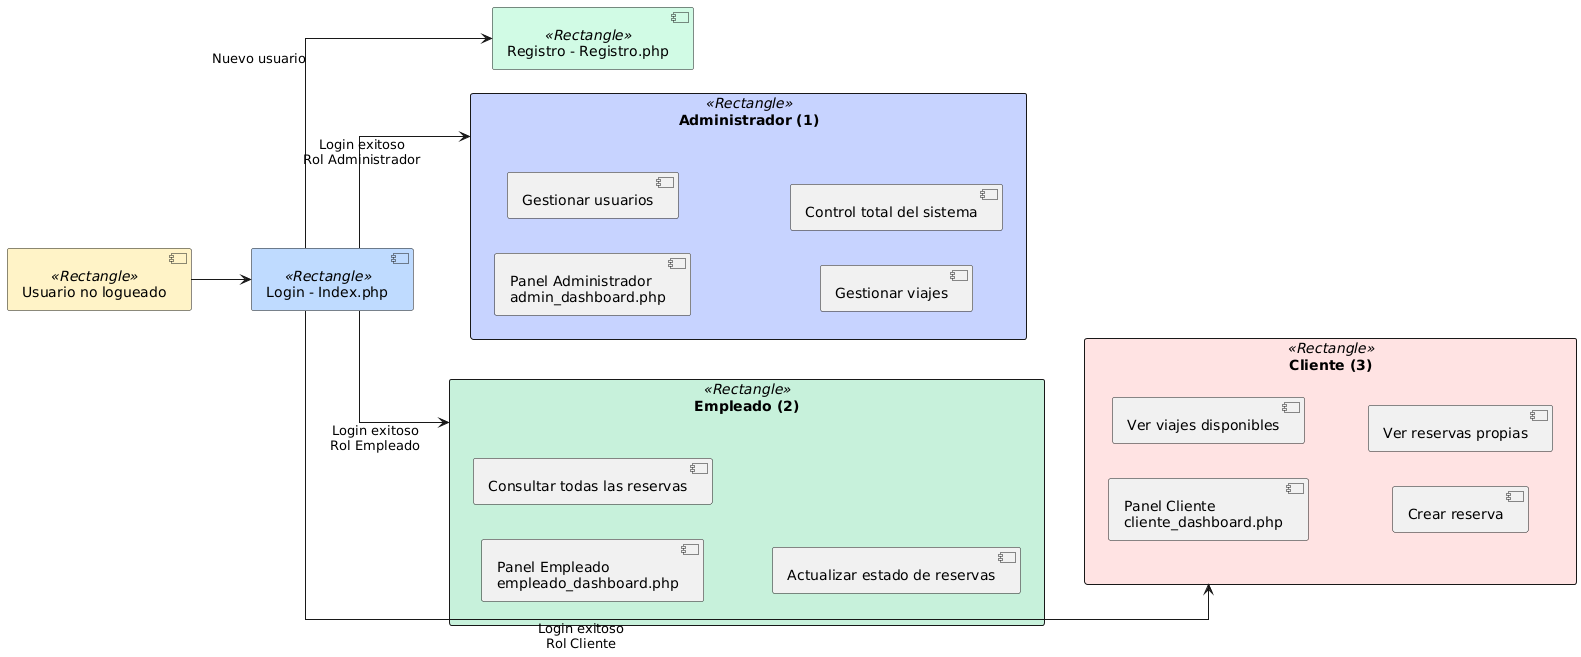 «Rectangle»
Registro - Registro.php
Nuevo usuario
«Rectangle»
Administrador (1)
Login exitoso
Rol Administrador
Gestionar usuarios
Control total del sistema
Panel Administrador
admin_dashboard.php
Gestionar viajes
«Rectangle»
Usuario no logueado
«Rectangle»
Login - Index.php
«Rectangle»
Empleado (2)
Login exitoso
Rol Empleado
Consultar todas las reservas
Panel Empleado
empleado_dashboard.php
Actualizar estado de reservas
«Rectangle»
Cliente (3)
Ver viajes disponibles
Ver reservas propias
Panel Cliente
cliente_dashboard.php
Crear reserva
Login exitoso
Rol Cliente